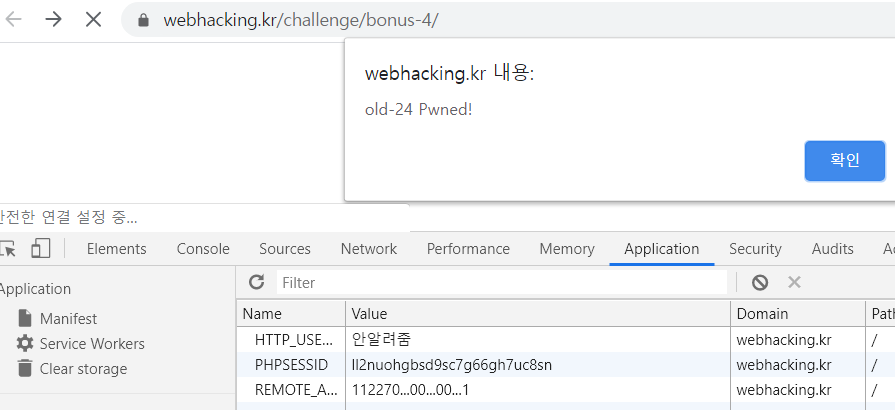 webhacking.kr/challenge/bonus-4/
webhacking.kr 내용:
old-24 Pwned!
확인
안전한 연결 설정 중...
Elements Console Sources Network Performance Memory Application Security Audits
Application
Filter
Manifest
Service Workers
Clear storage
Name Value Domain Path
HTTP_USE... 안알려줌 webhacking.kr /
PHPSESSID ll2nuohgbsd9sc7g66gh7uc8sn webhacking.kr /
REMOTE_A... 112270...00...00...1 webhacking.kr /